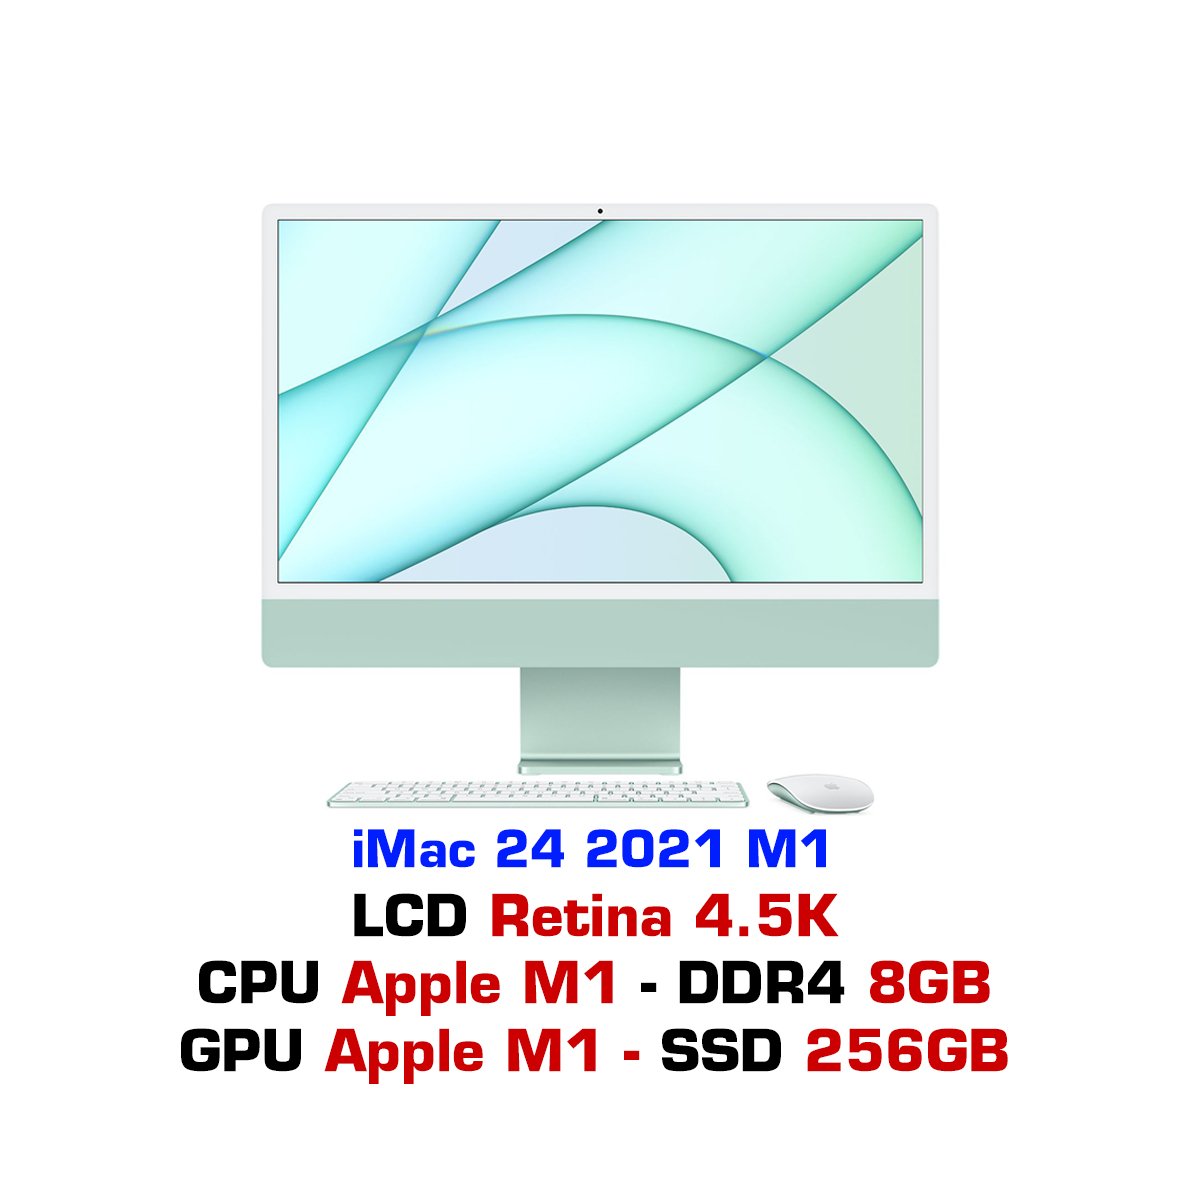 iMac 24 2021 M1
LCD Retina 4.5K
CPU Apple M1 - DDR4 8GB
GPU Apple M1 - SSD 256GB